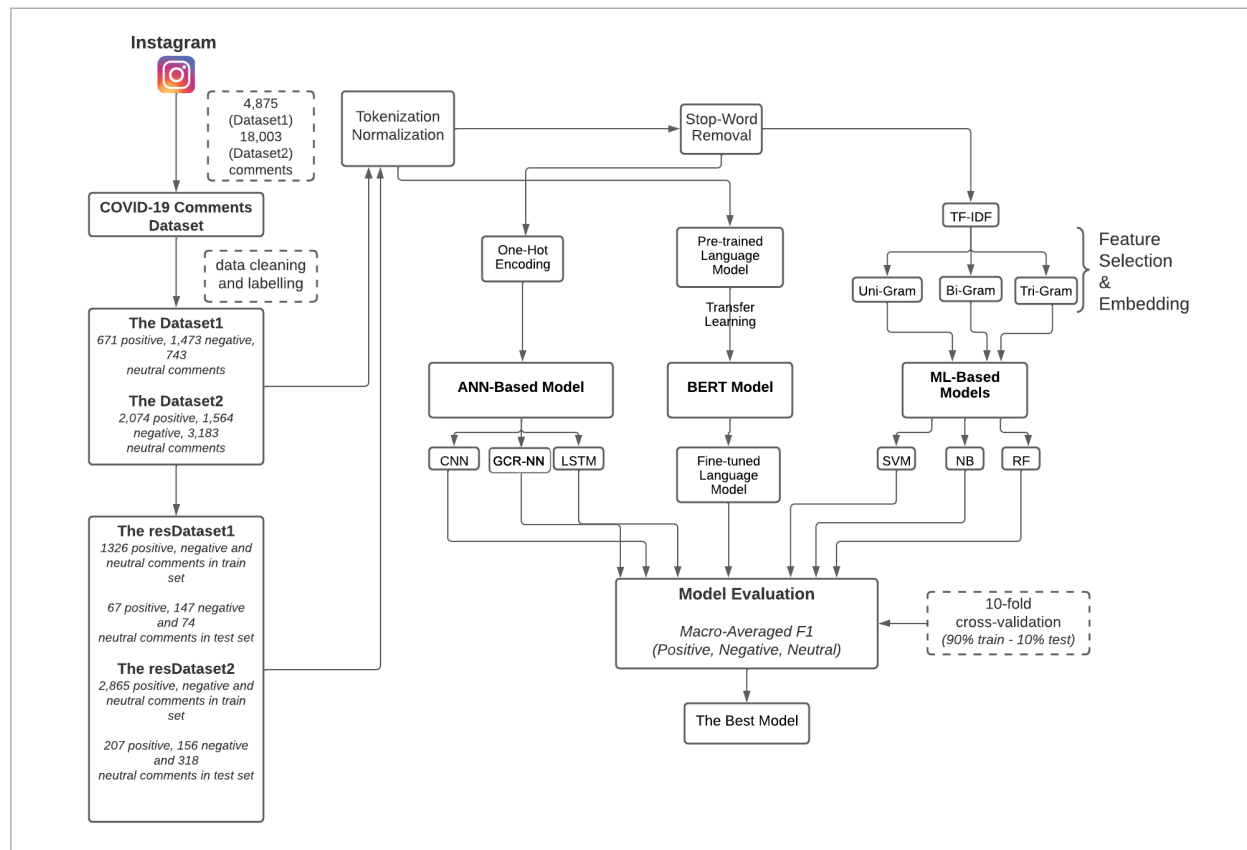 Instagram
4,875
(Dataset1)
18,003
(Dataset2)
comments
COVID-19 Comments
Dataset
data cleaning
and labelling
The Dataset1
671 positive, 1,473 negative,
743
neutral comments
The Dataset2
2,074 positive, 1,564
negative, 3,183
neutral comments
The resDataset1
1326 positive, negative and
neutral comments in train
set
67 positive, 147 negative
and 74
neutral comments in test set
The resDataset2
2,865 positive, negative and
neutral comments in train
set
207 positive, 156 negative
and 318
neutral comments in test set
Tokenization
Normalization
Stop-Word
Removal
One-Hot
Encoding
Pre-trained
Language
Model
Transfer
Learning
TF-IDF
Uni-Gram
Bi-Gram
Tri-Gram
Feature
Selection
&
Embedding
ANN-Based Model
BERT Model
ML-Based
Models
CNN
GCR-NN
LSTM
Fine-tuned
Language
Model
SVM
NB
RF
Model Evaluation
Macro-Averaged F1
(Positive, Negative, Neutral)
10-fold
cross-validation
(90% train - 10% test)
The Best Model